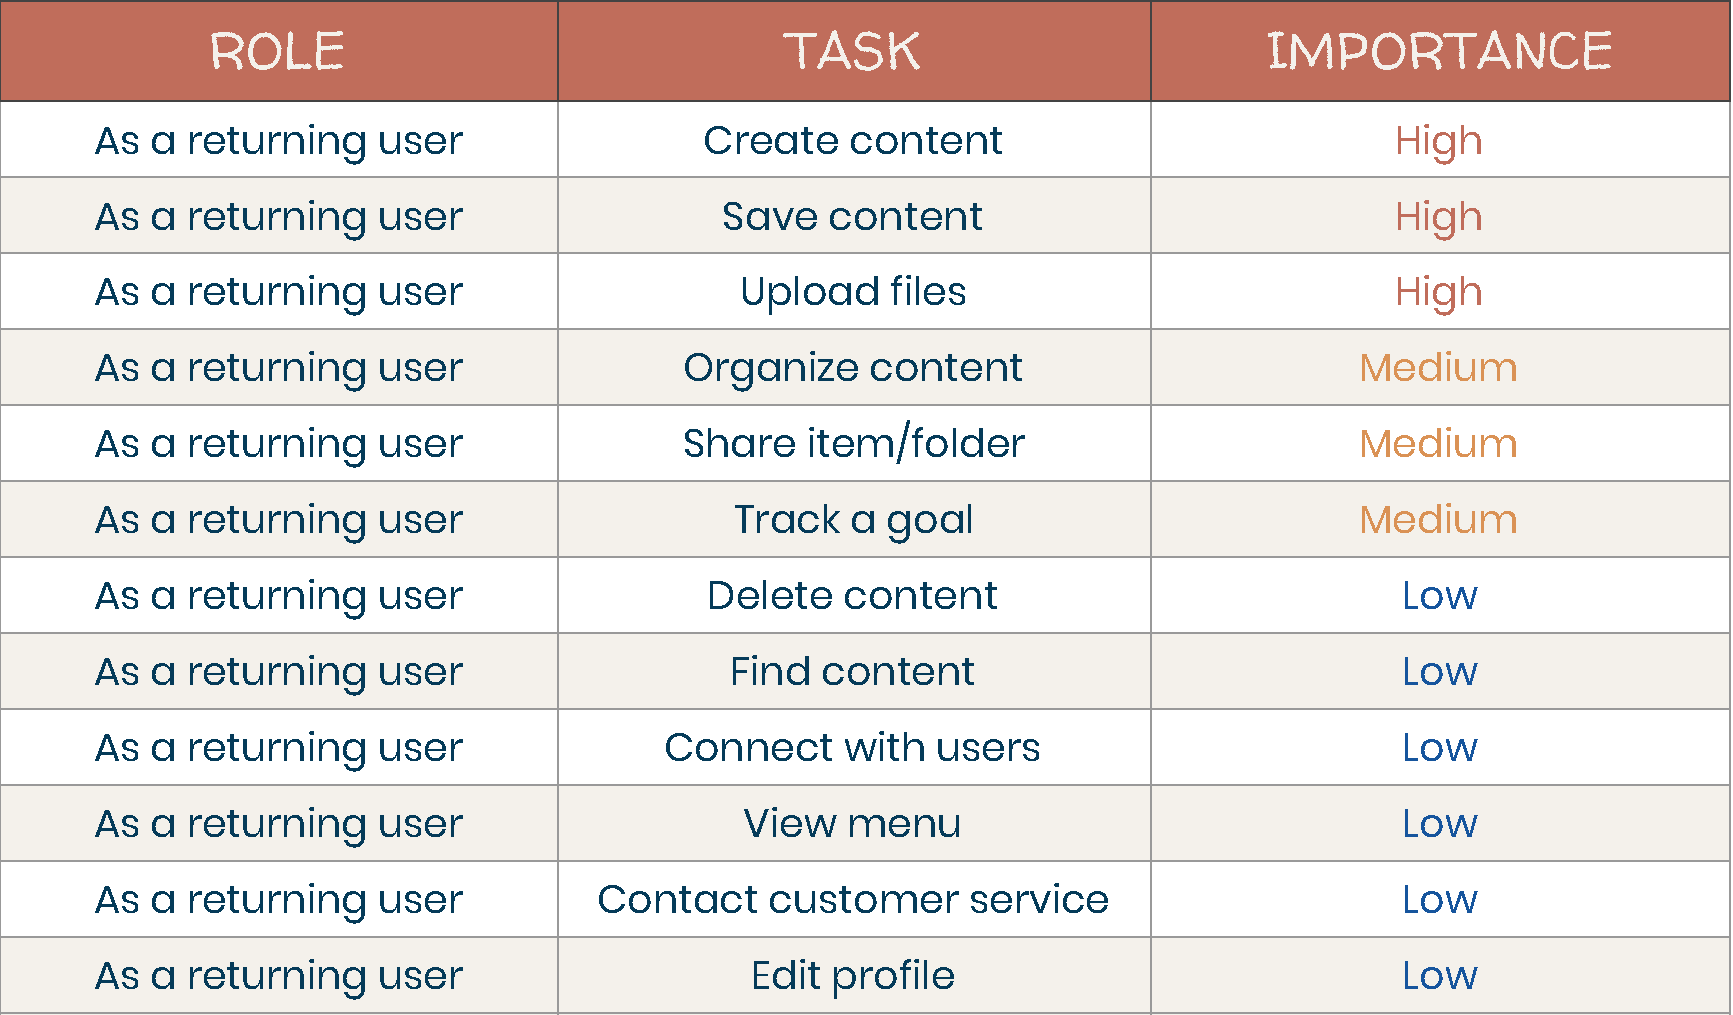 ROLE TASK IMPORTANCE
As a returning user Create content High
As a returning user Save content High
As a returning user Upload files High
As a returning user Organize content Medium
As a returning user Share item/folder Medium
As a returning user Track a goal Medium
As a returning user Delete content Low
As a returning user Find content Low
As a returning user Connect with users Low
As a returning user View menu Low
As a returning user Contact customer service Low
As a returning user Edit profile Low